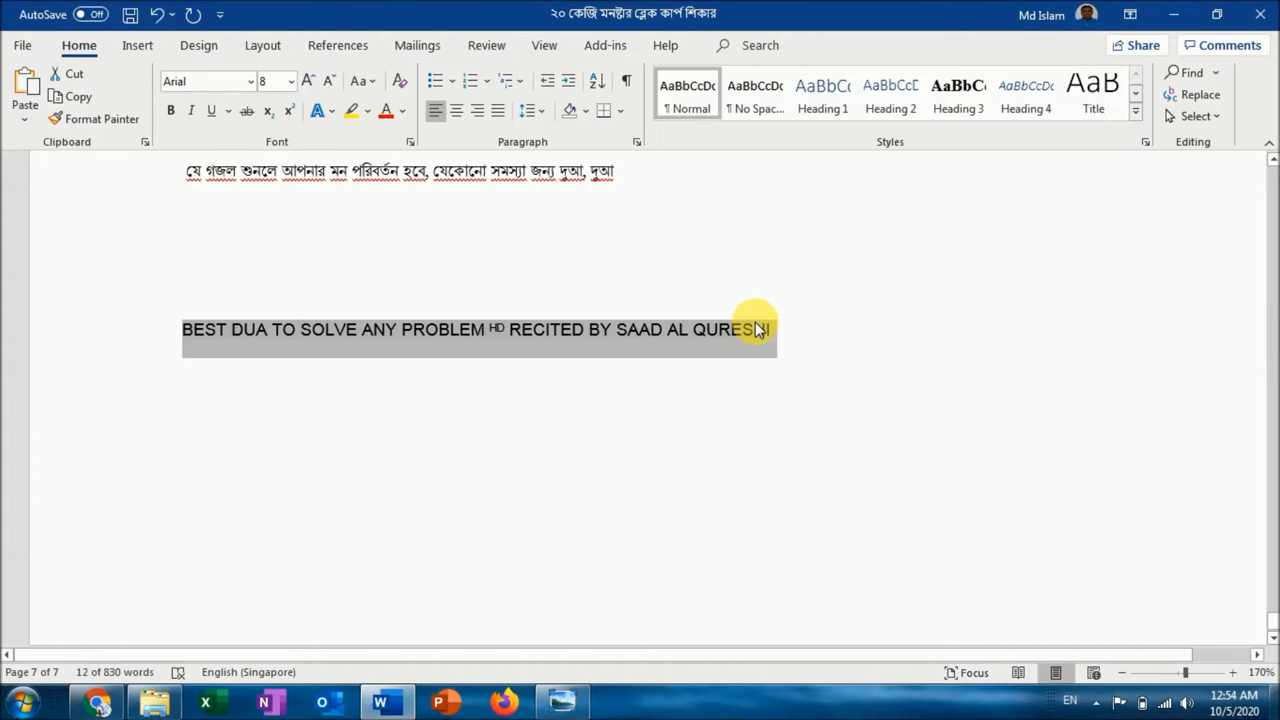 AutoSave Off
২০ কেজি মনষ্টার ব্লেক কার্প শিকার
Md Islam
File Home Insert Design Layout References Mailings Review View Add-ins Help Search
Share Comments
Paste
Cut
Copy
Format Painter
Clipboard
Arial 8
Font
Paragraph
AaBbCcDc AaBbCcDc AaBbCc AaBbCcD AaBbC AaBbCcDc AaB
¶ Normal ¶ No Spac... Heading 1 Heading 2 Heading 3 Heading 4 Title
Styles
Find
Replace
Select
Editing
যে গজল শুনলে আপনার মন পরিবর্তন হবে, যেকোনো সমস্যা জন্য দুআ, দুআ
BEST DUA TO SOLVE ANY PROBLEM ᴴᴰ RECITED BY SAAD AL QURESHI
Page 7 of 7 12 of 830 words English (Singapore) Focus 170%
EN
12:54 AM
10/5/2020